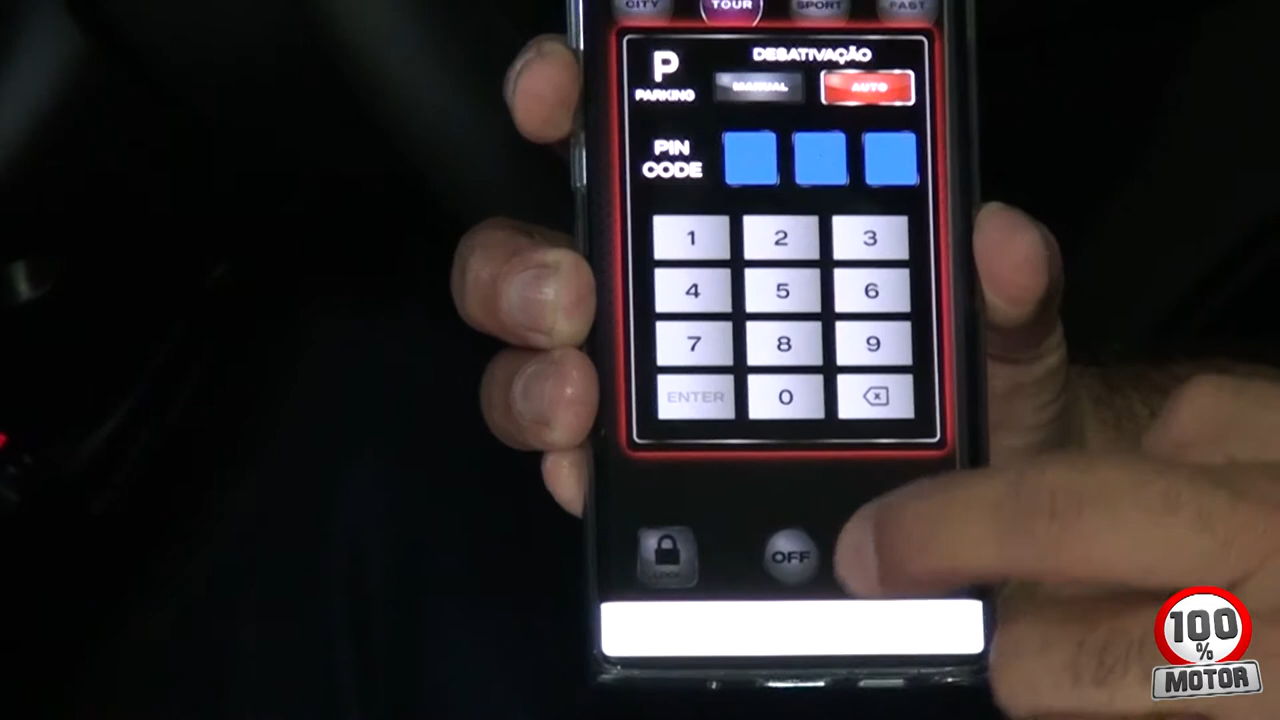 CITY TOUR SPORT FAST
P
PARKING
DESATIVAÇÃO
MANUAL AUTO
PIN
CODE
1 2 3
4 5 6
7 8 9
ENTER 0
LOCK
OFF
100
%
MOTOR